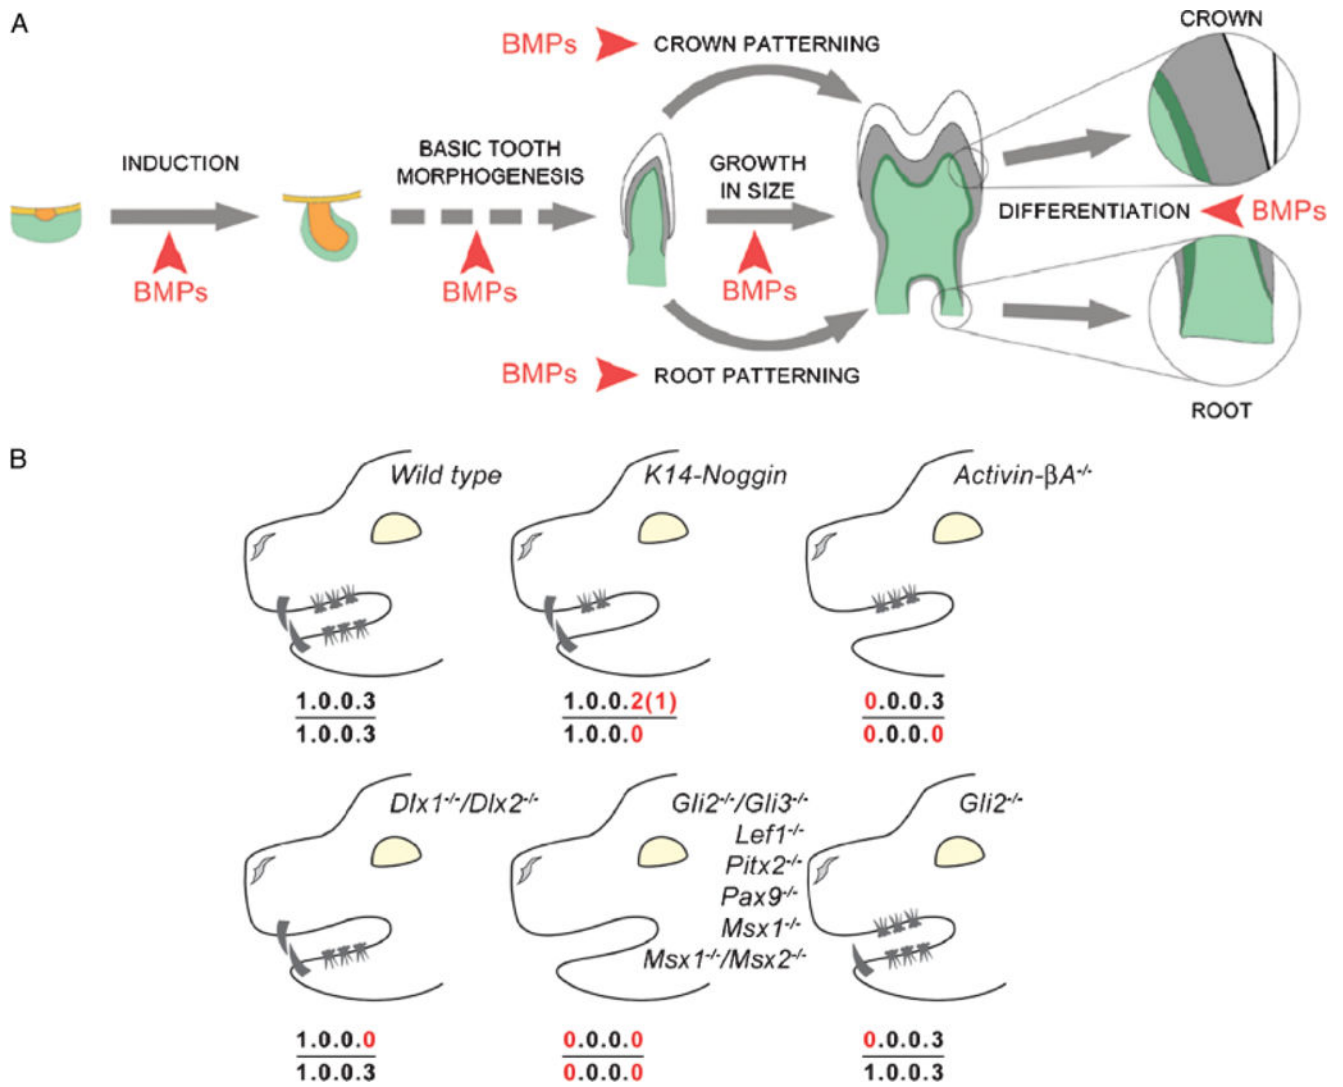 A
BMPs
CROWN PATTERNING
CROWN
INDUCTION
BASIC TOOTH
MORPHOGENESIS
GROWTH
IN SIZE
DIFFERENTIATION
BMPs
BMPs
BMPs
BMPs
BMPs
ROOT PATTERNING
ROOT
B
Wild type
K14-Noggin
Activin-βA-/-
1.0.0.3
1.0.0.3
1.0.0.2(1)
1.0.0.0
0.0.0.3
0.0.0.0
Dlx1-/-/Dlx2-/-
Gli2-/-/Gli3-/-
Lef1-/-
Pitx2-/-
Pax9-/-
Msx1-/-
Msx1-/-/Msx2-/-
Gli2-/-
1.0.0.0
1.0.0.3
0.0.0.0
0.0.0.0
0.0.0.3
1.0.0.3